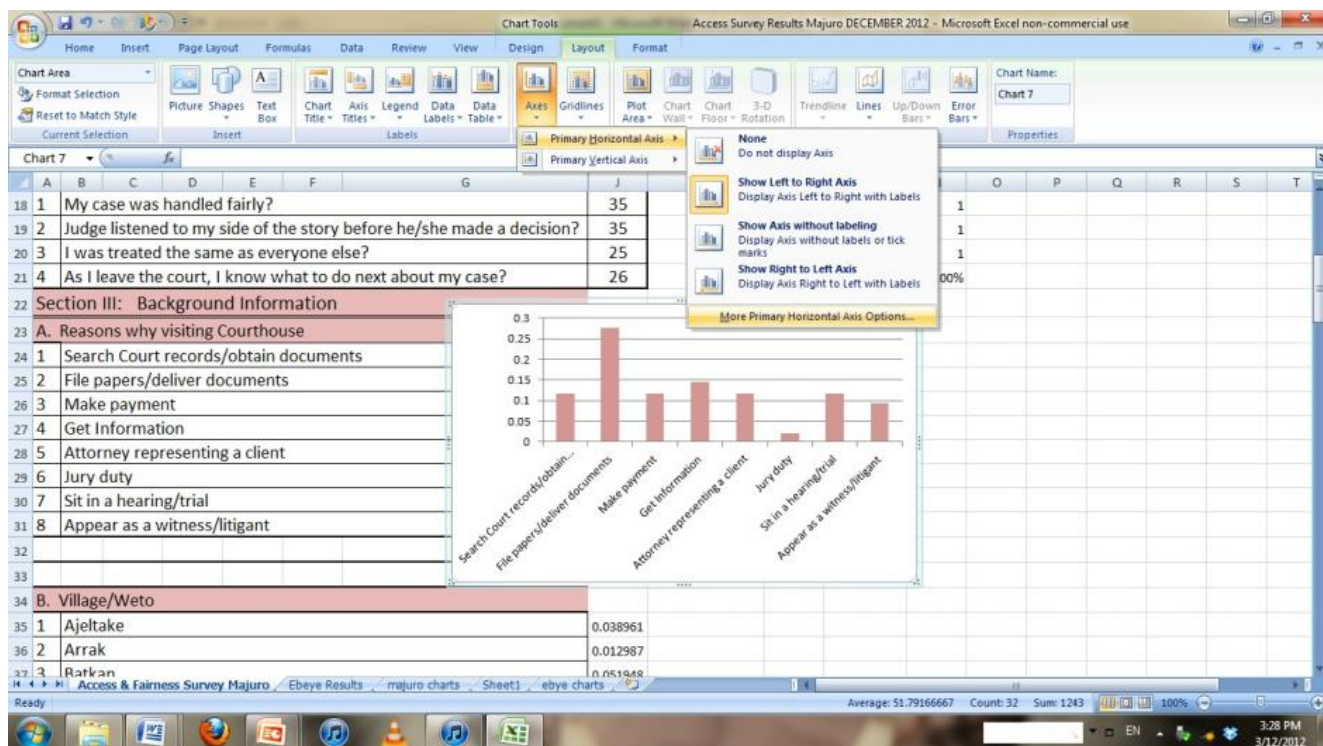 Chart Tools
Access Survey Results Majuro DECEMBER 2012 - Microsoft Excel non-commercial use
Home Insert Page Layout Formulas Data Review View Design Layout Format
Chart Area
Format Selection
Reset to Match Style
Current Selection
Picture Shapes Text Box
Insert
Chart Title Axis Titles Legend Data Labels Data Table
Labels
Axes Gridlines
Plot Area Chart Wall Chart Floor 3-D Rotation
Trendline Lines Up/Down Bars Error Bars
Chart Name:
Chart 7
Properties
Primary Horizontal Axis
Primary Vertical Axis
None
Do not display Axis
Show Left to Right Axis
Display Axis Left to Right with Labels
Show Axis without labeling
Display Axis without labels or tick marks
Show Right to Left Axis
Display Axis Right to Left with Labels
More Primary Horizontal Axis Options...
Chart 7 fx
A B C D E F G J O P Q R S T
18 1 My case was handled fairly? 35 1
19 2 Judge listened to my side of the story before he/she made a decision? 35 1
20 3 I was treated the same as everyone else? 25 1
21 4 As I leave the court, I know what to do next about my case? 26 00%
22 Section III: Background Information
23 A. Reasons why visiting Courthouse
24 1 Search Court records/obtain documents
25 2 File papers/deliver documents
26 3 Make payment
27 4 Get Information
28 5 Attorney representing a client
29 6 Jury duty
30 7 Sit in a hearing/trial
31 8 Appear as a witness/litigant
32
33
34 B. Village/Weto
35 1 Ajeltake 0.038961
36 2 Arrak 0.012987
37 3 Batkan 0.051948
0.3
0.25
0.2
0.15
0.1
0.05
0
Search Court records/obtain...
File papers/deliver documents
Make payment
Get Information
Attorney representing a client
Jury duty
Sit in a hearing/trial
Appear as a witness/litigant
Access & Fairness Survey Majuro Ebeye Results majuro charts Sheet1 ebye charts
Ready Average: 51.79166667 Count: 32 Sum: 1243 100%
EN 3:28 PM
3/12/2012